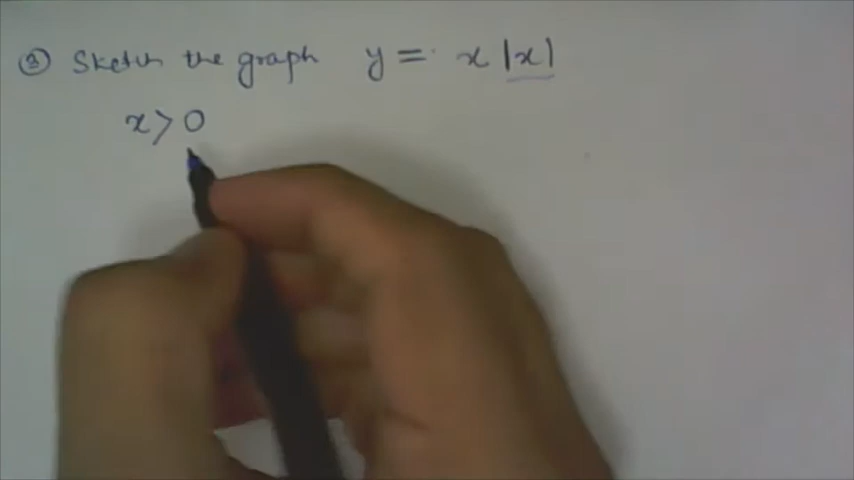 ③ Sketch the graph y = x |x|
x > 0